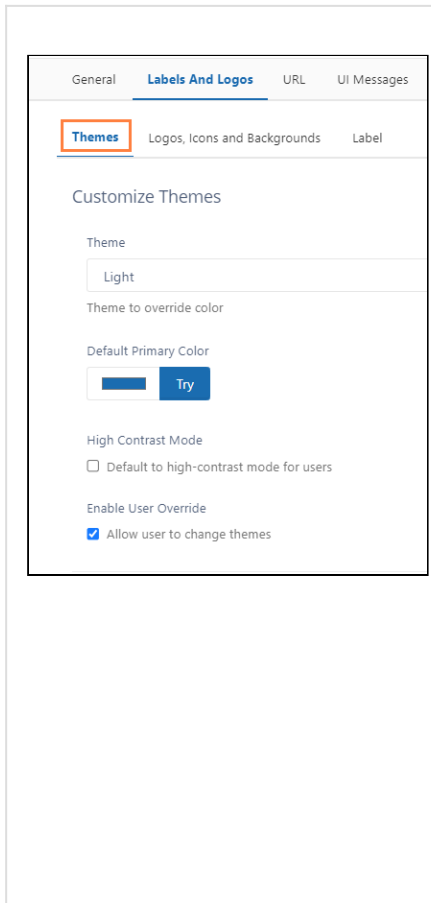 General Labels And Logos URL UI Messages
Themes Logos, Icons and Backgrounds Label
Customize Themes
Theme
Light
Theme to override color
Default Primary Color
Try
High Contrast Mode
Default to high-contrast mode for users
Enable User Override
Allow user to change themes